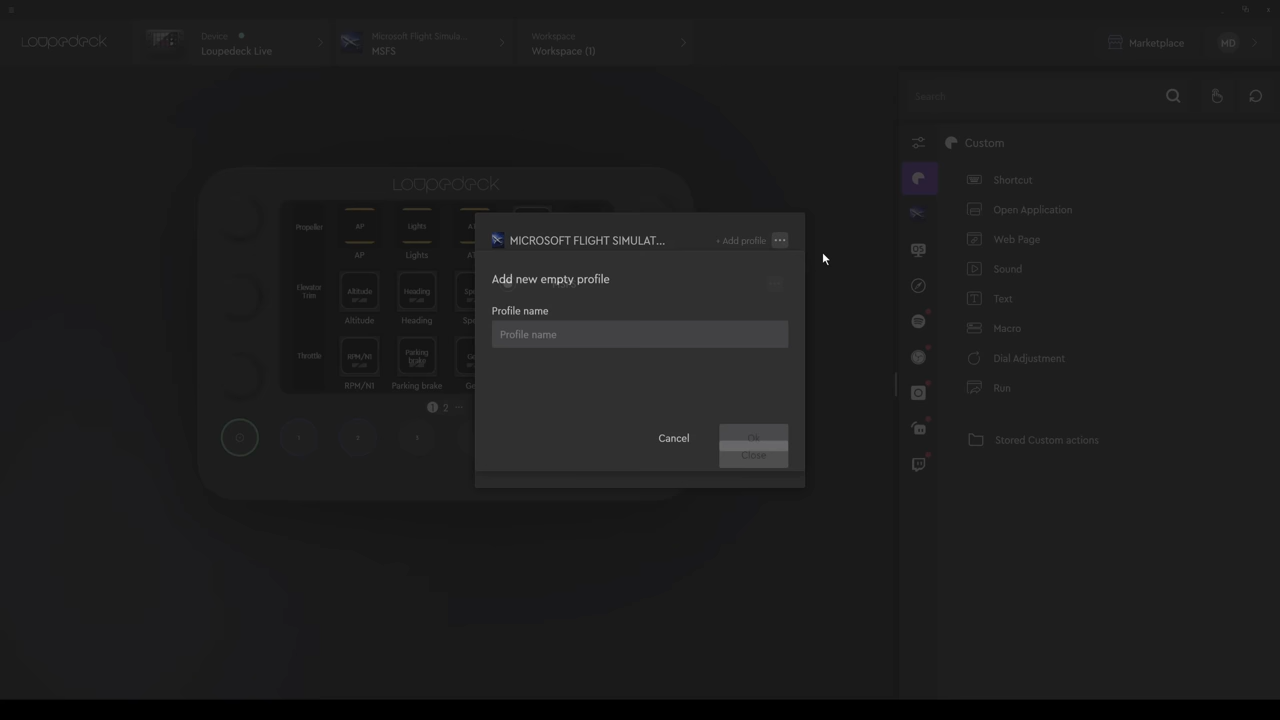 Loupedeck
Device:
Loupedeck Live
Microsoft Flight Simula...
MSFS
Workspace
Workspace (1)
Marketplace
MD
Search
Custom
Shortcut
Open Application
Web Page
Sound
Text
Macro
Dial Adjustment
Run
Stored Custom actions
Loupedeck
Propeller
AP
Lights
AP
Lights
Elevator
Trim
Altitude
Heading
Altitude
Heading
Throttle
RPM/N1
Parking
brake
RPM/N1
Parking brake
1 2
MICROSOFT FLIGHT SIMULAT...
+ Add profile
Add new empty profile
Profile name
Profile name
Cancel
Ok
Close